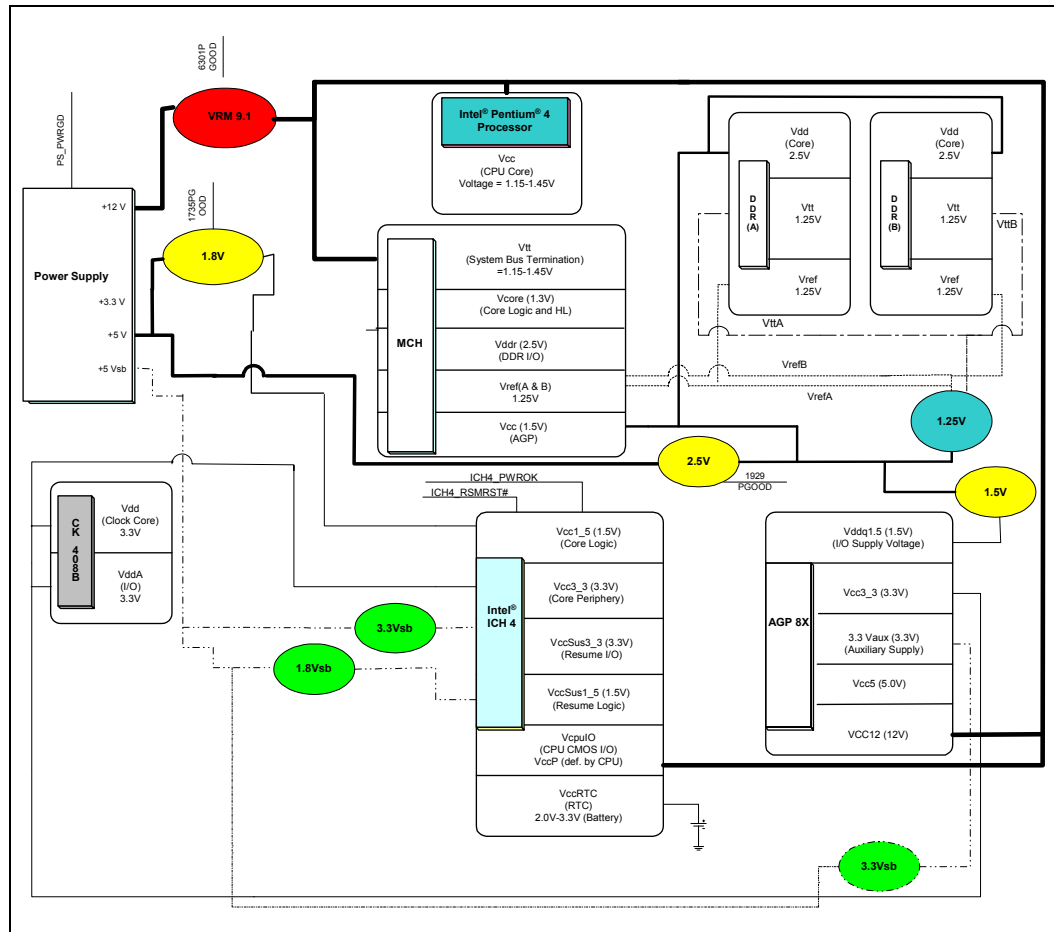 6301P
GOOD
VRM 9.1
PS_PWRGD
1735PG
OOD
1.8V
Power Supply
+12 V
+3.3 V
+5 V
+5 Vsb
Intel® Pentium® 4
Processor
Vcc
(CPU Core)
Voltage = 1.15-1.45V
MCH
Vtt
(System Bus Termination)
=1.15-1.45V
Vcore (1.3V)
(Core Logic and HL)
Vddr (2.5V)
(DDR I/O)
Vref(A & B)
1.25V
Vcc (1.5V)
(AGP)
Vdd
(Core)
2.5V
DDR
(A)
Vtt
1.25V
Vref
1.25V
Vdd
(Core)
2.5V
DDR
(B)
Vtt
1.25V
Vref
1.25V
VttB
VttA
VrefB
VrefA
1.25V
2.5V
1929
PGOOD
1.5V
ICH4_PWROK
ICH4_RSMRST#
CK 408B
Vdd
(Clock Core)
3.3V
VddA
(I/O)
3.3V
3.3Vsb
1.8Vsb
Intel®
ICH 4
Vcc1_5 (1.5V)
(Core Logic)
Vcc3_3 (3.3V)
(Core Periphery)
VccSus3_3 (3.3V)
(Resume I/O)
VccSus1_5 (1.5V)
(Resume Logic)
VcpuIO
(CPU CMOS I/O)
VccP (def. by CPU)
VccRTC
(RTC)
2.0V-3.3V (Battery)
AGP 8X
Vddq1.5 (1.5V)
(I/O Supply Voltage)
Vcc3_3 (3.3V)
3.3 Vaux (3.3V)
(Auxiliary Supply)
Vcc5 (5.0V)
VCC12 (12V)
3.3Vsb